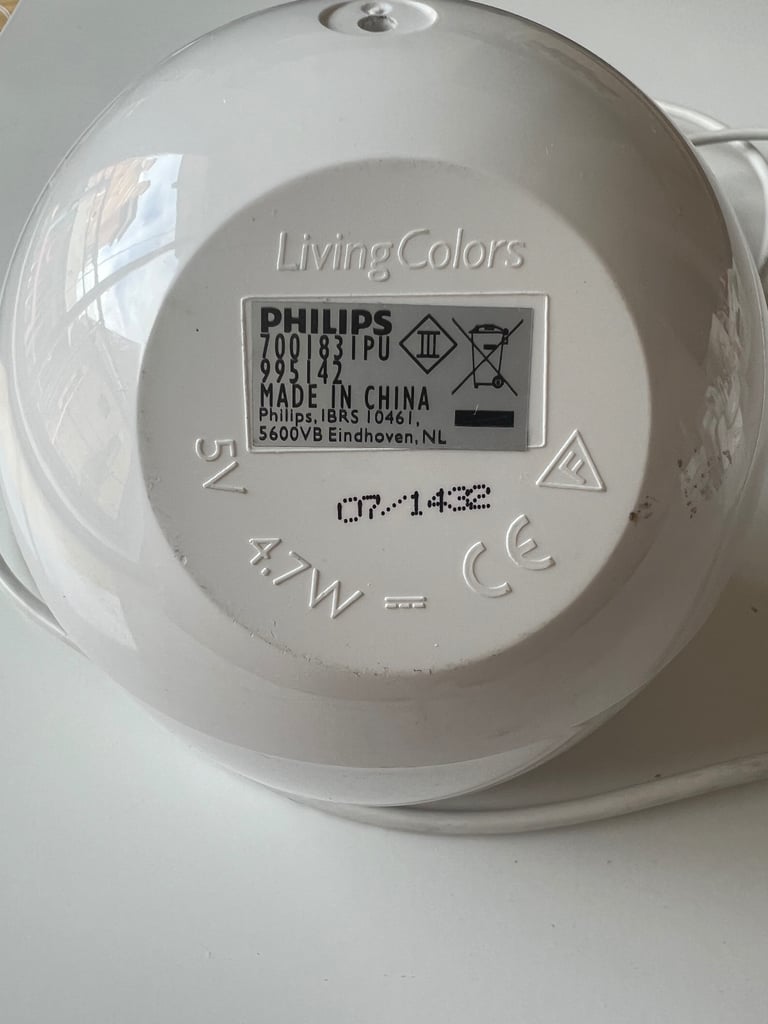 LivingColors
PHILIPS
7001831PU
995142
MADE IN CHINA
Philips, IBRS 10461,
5600VB Eindhoven, NL
III
F
5V
07/1432
4.7W
CE